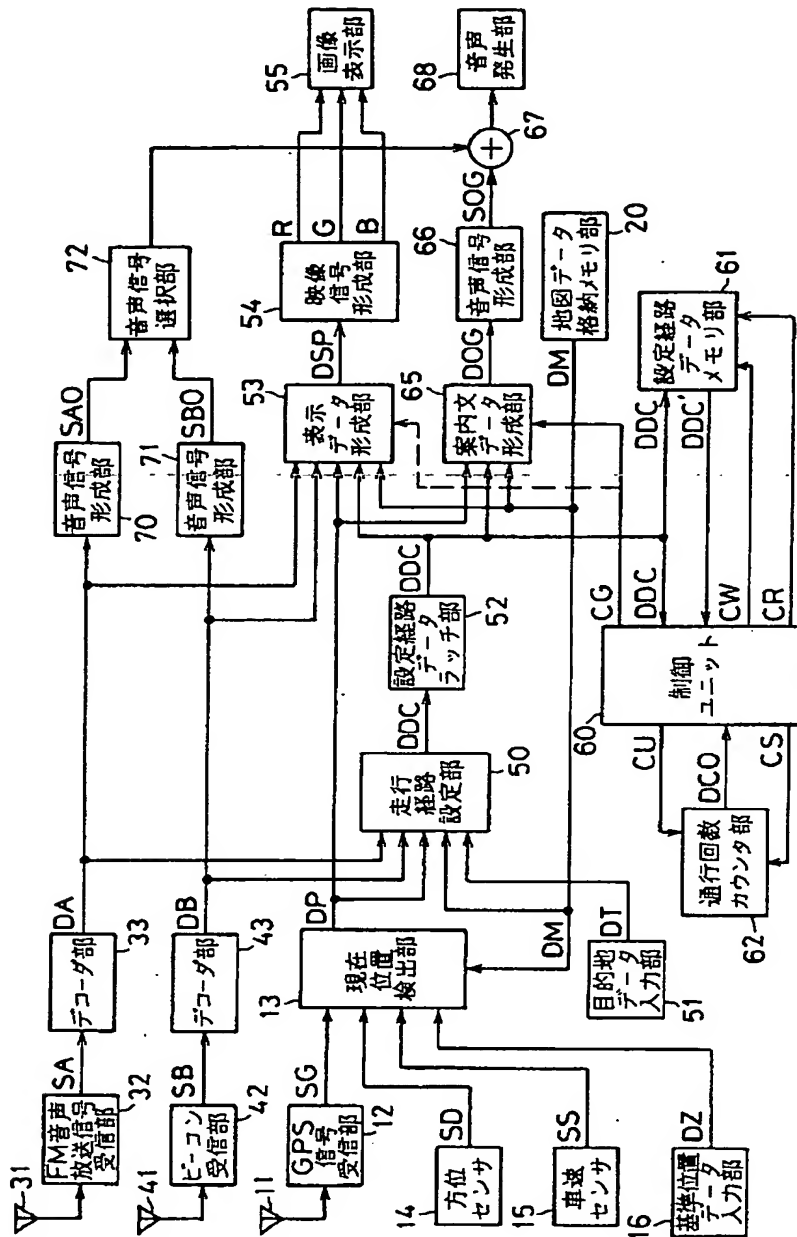 31
FM音声
放送信号
受信部
32
SA
デコーダ部
33
DA
音声信号
形成部
70
SAO
音声信号
選択部
72
41
ビーコン
受信部
42
SB
デコーダ部
43
DB
音声信号
形成部
71
SBO
11
GPS
信号
受信部
12
SG
現在
位置
検出部
13
DP
DM
走行
経路
設定部
50
DDC
設定経路
データ
ラッチ部
52
DDC
表示
データ
形成部
53
DSP
映像
信号
形成部
54
R
G
B
画像
表示部
55
案内文
データ
形成部
65
DOG
音声信号
形成部
66
SOG
67
音声
発生部
68
14
方位
センサ
SD
15
車速
センサ
SS
16
基準位置
データ
入力部
DZ
目的地
データ
入力部
51
DT
DM
地図データ
格納メモリ部
20
60
制御
ユニット
CU
DCO
CS
通行回数
カウンタ部
62
CG
DDC
CW
CR
DDC
DDC'
設定経路
データ
メモリ部
61